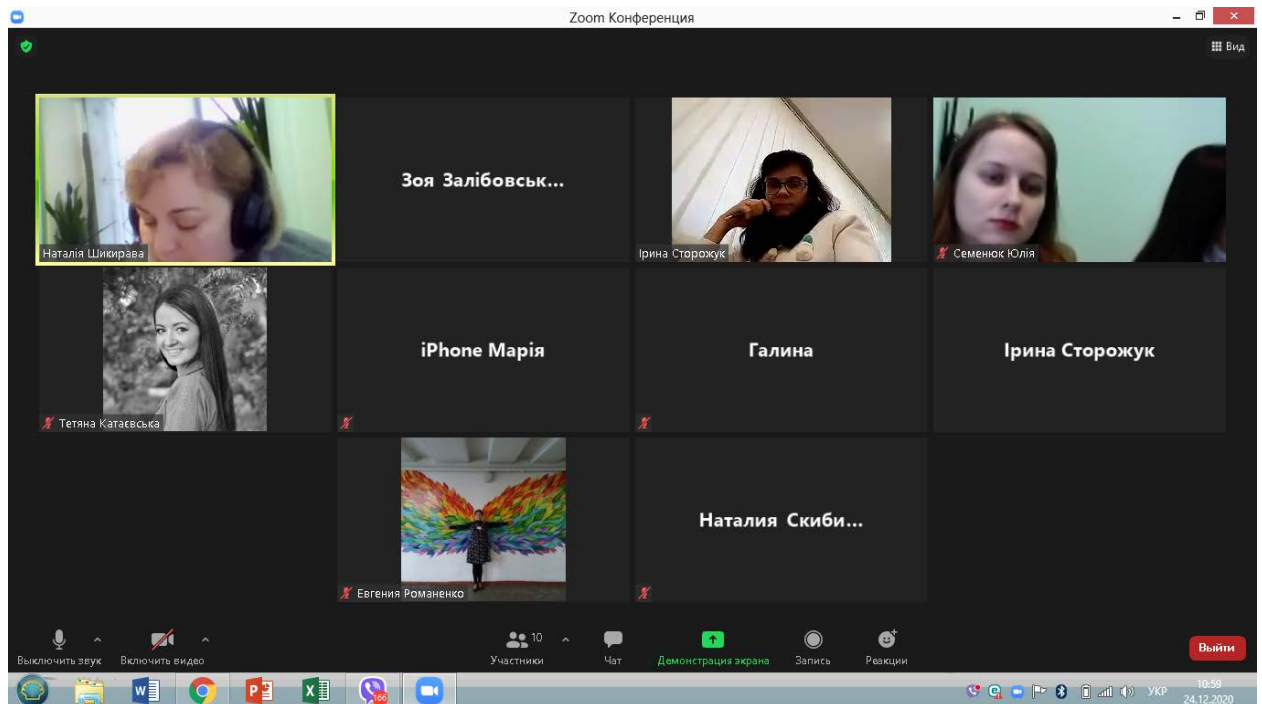 Zoom Конференция
Вид
Наталія Шикирава
Зоя Залібовськ...
Ірина Сторожук
Семенюк Юлія
Тетяна Катаєвська
iPhone Марія
Галина
Ірина Сторожук
Евгения Романенко
Наталия Скиби...
10
Выключить звук
Включить видео
Участники
Чат
Демонстрация экрана
Запись
Реакции
Выйти
166
УКР
10:59
24.12.2020